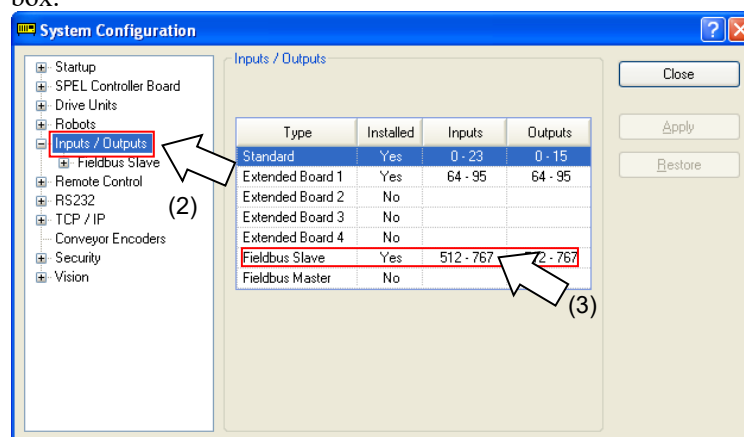 box.
System Configuration
Startup
SPEL Controller Board
Drive Units
Robots
Inputs / Outputs
Fieldbus Slave
Remote Control
RS232
TCP / IP
Conveyor Encoders
Security
Vision
(2)
Inputs / Outputs
Type Installed Inputs Outputs
Standard Yes 0 - 23 0 - 15
Extended Board 1 Yes 64 - 95 64 - 95
Extended Board 2 No
Extended Board 3 No
Extended Board 4 No
Fieldbus Slave Yes 512 - 767 - 767
Fieldbus Master No
(3)
Close
Apply
Restore